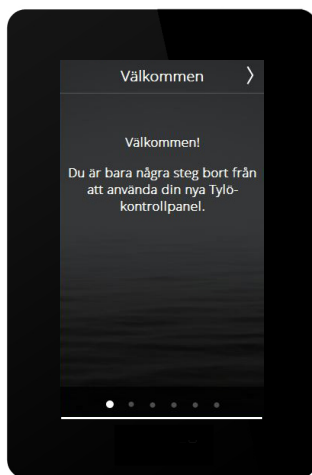 Välkommen
Välkommen!
Du är bara några steg bort från
att använda din nya Tylö-
kontrollpanel.